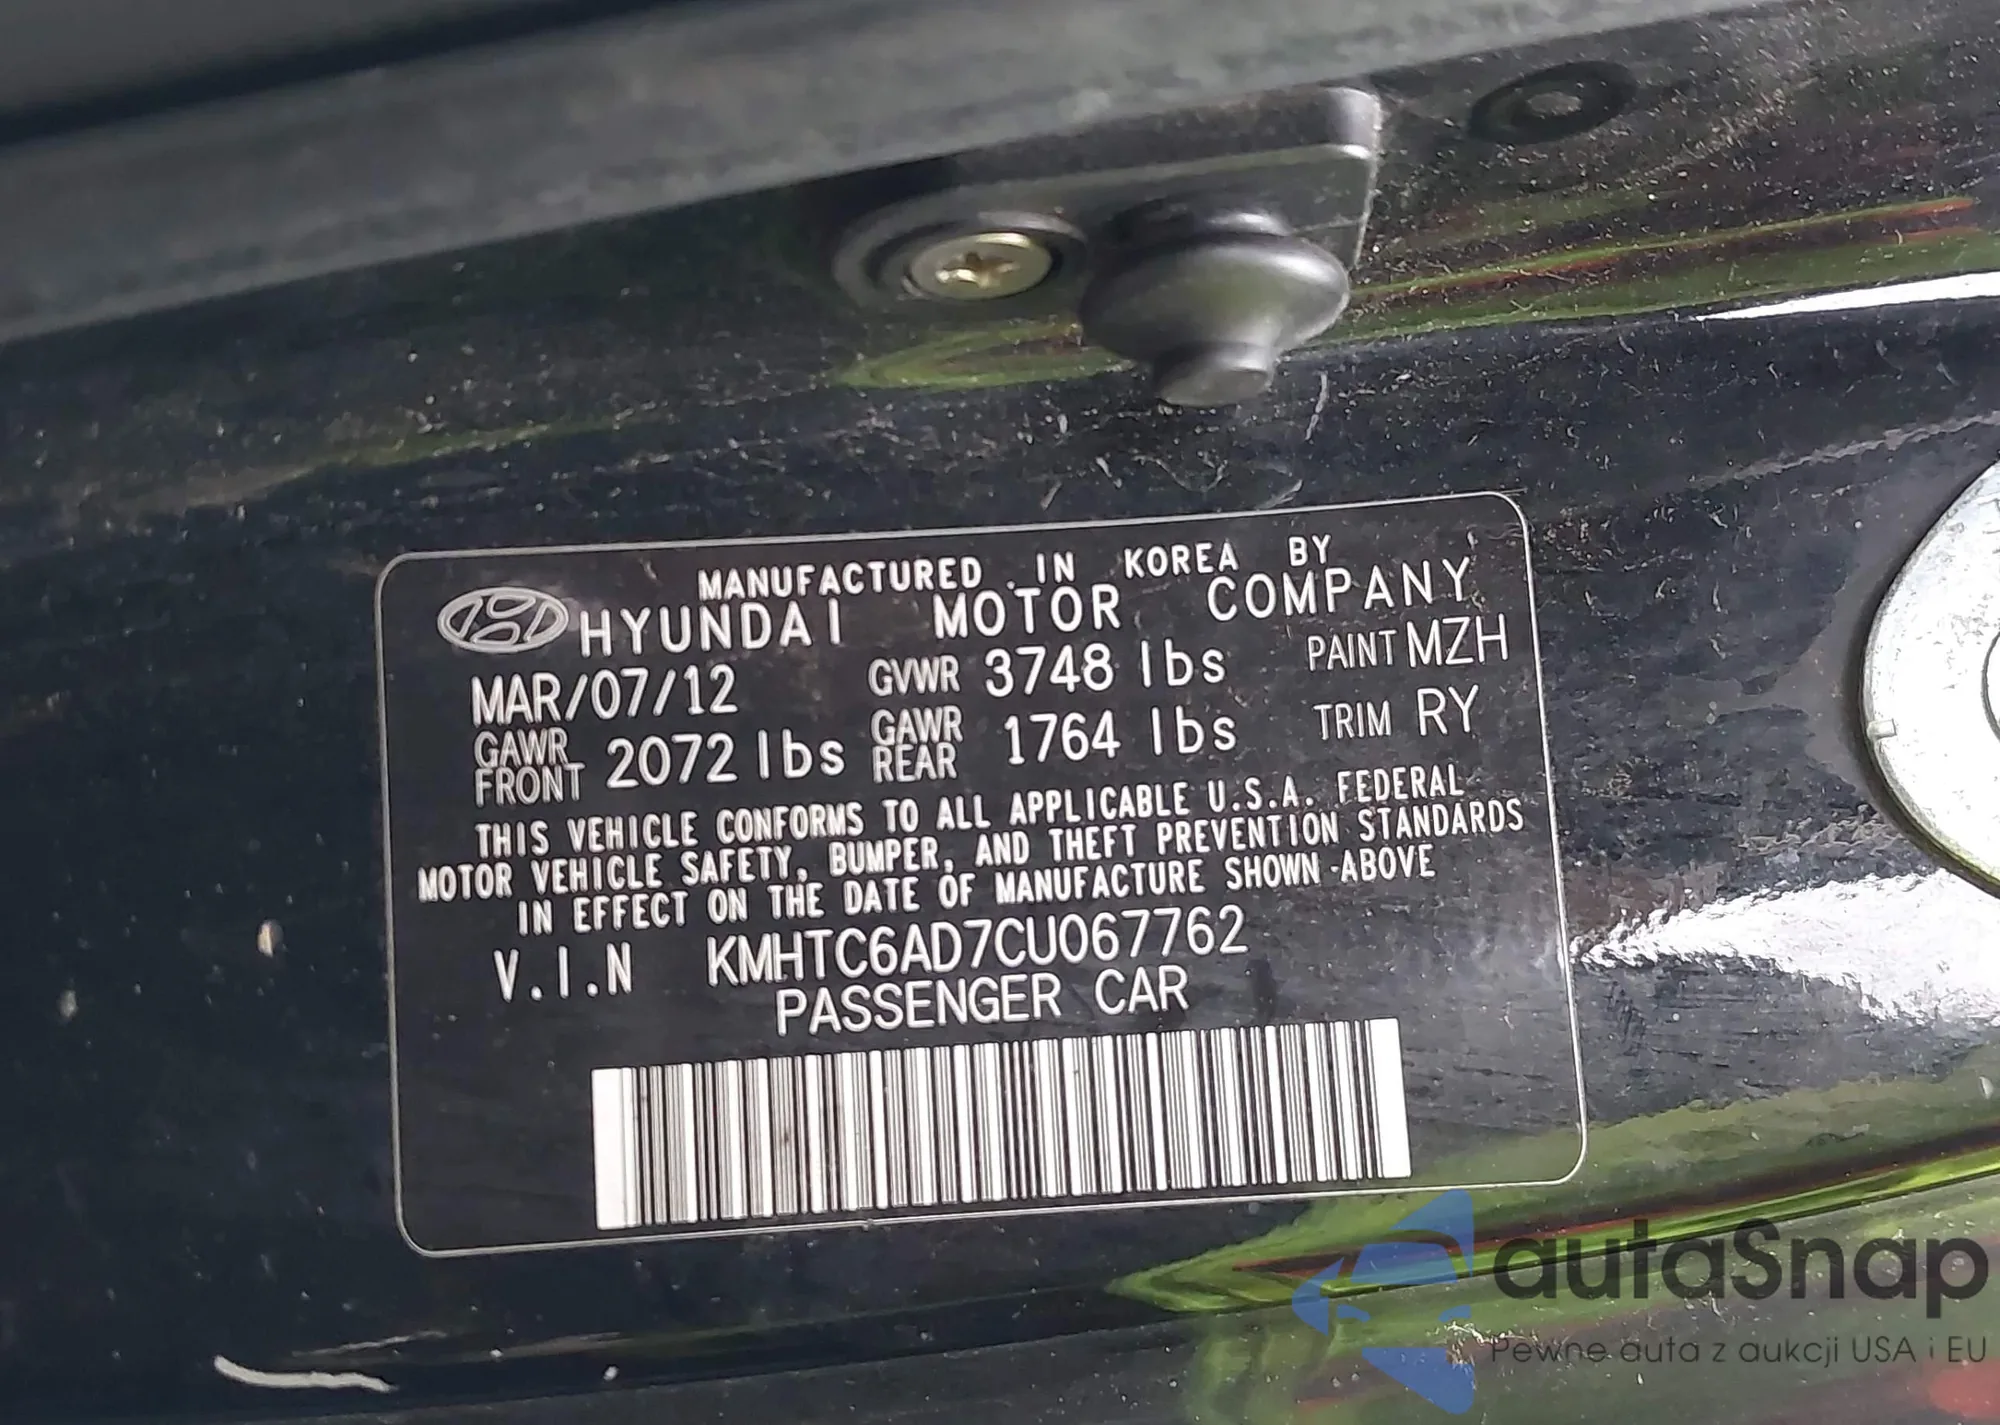 MANUFACTURED . IN KOREA BY
HYUNDAI MOTOR COMPANY
MAR/07/12 GVWR 3748 lbs PAINT MZH
GAWR FRONT 2072 lbs GAWR REAR 1764 lbs TRIM RY
THIS VEHICLE CONFORMS TO ALL APPLICABLE U.S.A. FEDERAL
MOTOR VEHICLE SAFETY, BUMPER, AND THEFT PREVENTION STANDARDS
IN EFFECT ON THE DATE OF MANUFACTURE SHOWN -ABOVE
V.I.N KMHTC6AD7CU067762
PASSENGER CAR
autaSnap
Pewne auta z aukcji USA i EU